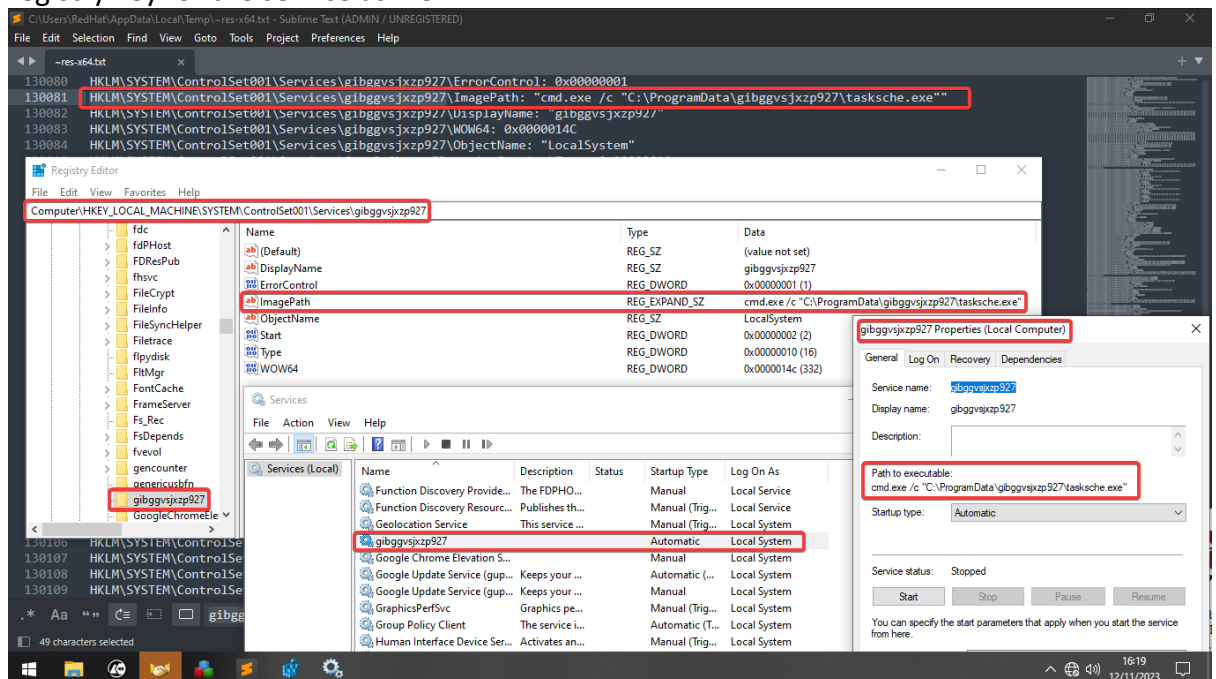 C:\Users\RedHat\AppData\Local\Temp\~res-x64.txt - Sublime Text (ADMIN / UNREGISTERED)
File Edit Selection Find View Goto Tools Project Preferences Help
~res-x64.txt
130080 HKLM\SYSTEM\ControlSet001\Services\gibggvsjxzp927\ErrorControl: 0x00000001
130081 HKLM\SYSTEM\ControlSet001\Services\gibggvsjxzp927\ImagePath: "cmd.exe /c "C:\ProgramData\gibggvsjxzp927\tasksche.exe""
130082 HKLM\SYSTEM\ControlSet001\Services\gibggvsjxzp927\DisplayName: "gibggvsjxzp927"
130083 HKLM\SYSTEM\ControlSet001\Services\gibggvsjxzp927\WOW64: 0x0000014C
130084 HKLM\SYSTEM\ControlSet001\Services\gibggvsjxzp927\ObjectName: "LocalSystem"
Registry Editor
File Edit View Favorites Help
Computer\HKEY_LOCAL_MACHINE\SYSTEM\ControlSet001\Services\gibggvsjxzp927
fdc
fdPHost
FDResPub
fhsvc
FileCrypt
FileInfo
FileSyncHelper
Filetrace
flpydisk
FltMgr
FontCache
FrameServer
Fs_Rec
FsDepends
fvevol
gencounter
genericusbfn
gibggvsjxzp927
GoogleChromeEle
Name Type Data
(Default) REG_SZ (value not set)
DisplayName REG_SZ gibggvsjxzp927
ErrorControl REG_DWORD 0x00000001 (1)
ImagePath REG_EXPAND_SZ cmd.exe /c "C:\ProgramData\gibggvsjxzp927\tasksche.exe"
ObjectName REG_SZ LocalSystem
Start REG_DWORD 0x00000002 (2)
Type REG_DWORD 0x00000010 (16)
WOW64 REG_DWORD 0x0000014c (332)
Services
File Action View Help
Services (Local)
Name Description Status Startup Type Log On As
Function Discovery Provide... The FDPHO... Manual Local Service
Function Discovery Resourc... Publishes th... Manual (Trig... Local Service
Geolocation Service This service ... Manual (Trig... Local System
gibggvsjxzp927 Automatic Local System
Google Chrome Elevation S... Manual Local System
Google Update Service (gup... Keeps your ... Automatic (... Local System
Google Update Service (gup... Keeps your ... Manual Local System
GraphicsPerfSvc Graphics pe... Manual (Trig... Local System
Group Policy Client The service i... Automatic (T... Local System
Human Interface Device Ser... Activates an... Manual (Trig... Local System
gibggvsjxzp927 Properties (Local Computer)
General Log On Recovery Dependencies
Service name: gibggvsjxzp927
Display name: gibggvsjxzp927
Description:
Path to executable:
cmd.exe /c "C:\ProgramData\gibggvsjxzp927\tasksche.exe"
Startup type: Automatic
Service status: Stopped
Start Stop Pause Resume
You can specify the start parameters that apply when you start the service
from here.
130106 HKLM\SYSTEM\ControlSe
130107 HKLM\SYSTEM\ControlSe
130108 HKLM\SYSTEM\ControlSe
130109 HKLM\SYSTEM\ControlSe
.* Aa "" gibgg
49 characters selected
16:19
12/11/2023